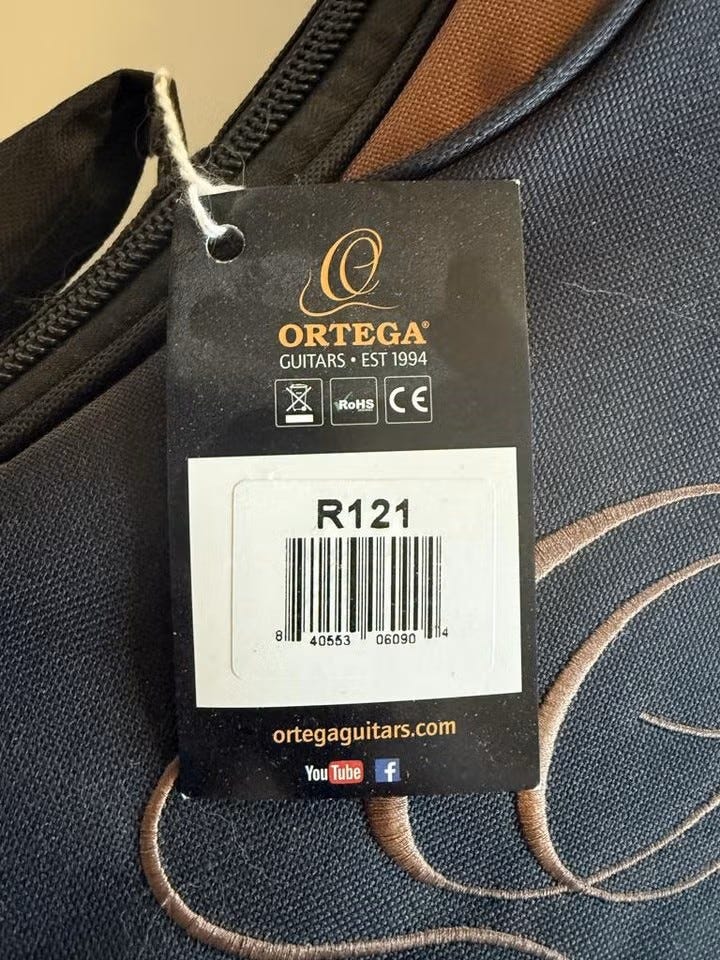 ORTEGA®
GUITARS • EST 1994
RoHS CE
R121
8 40553 06090 4
ortegaguitars.com
YouTube f